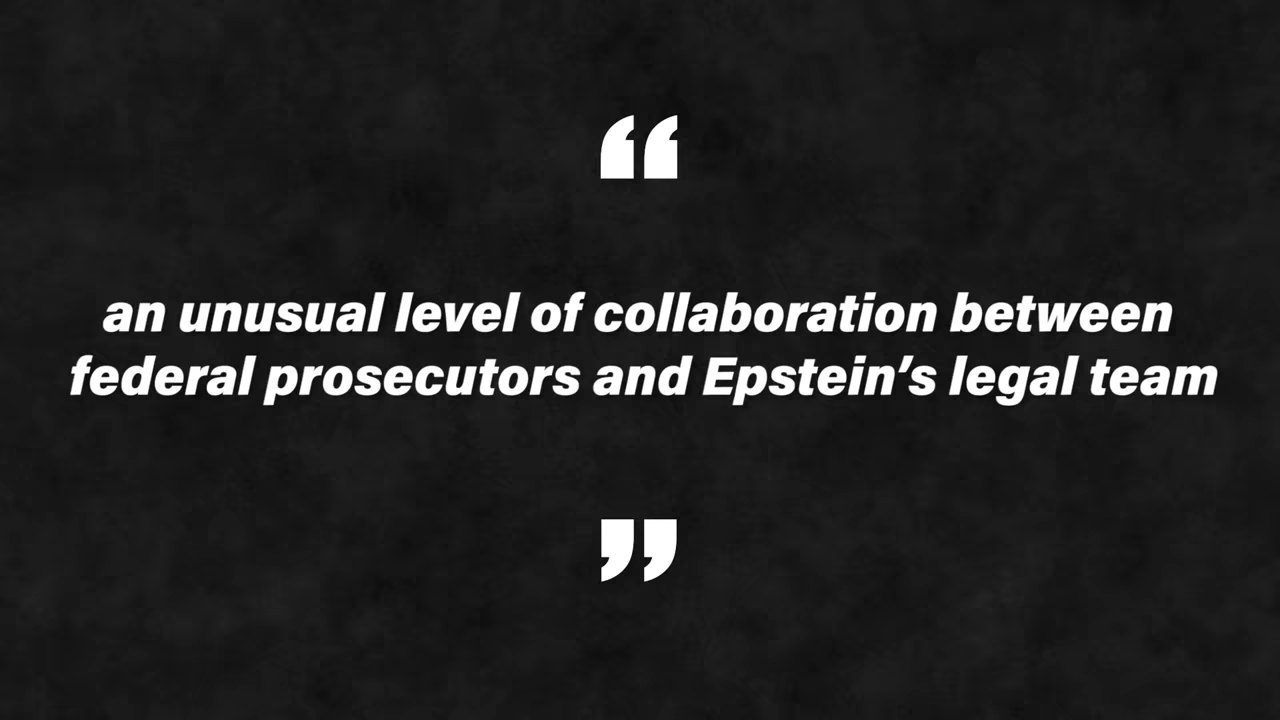 “
an unusual level of collaboration between
federal prosecutors and Epstein’s legal team
”